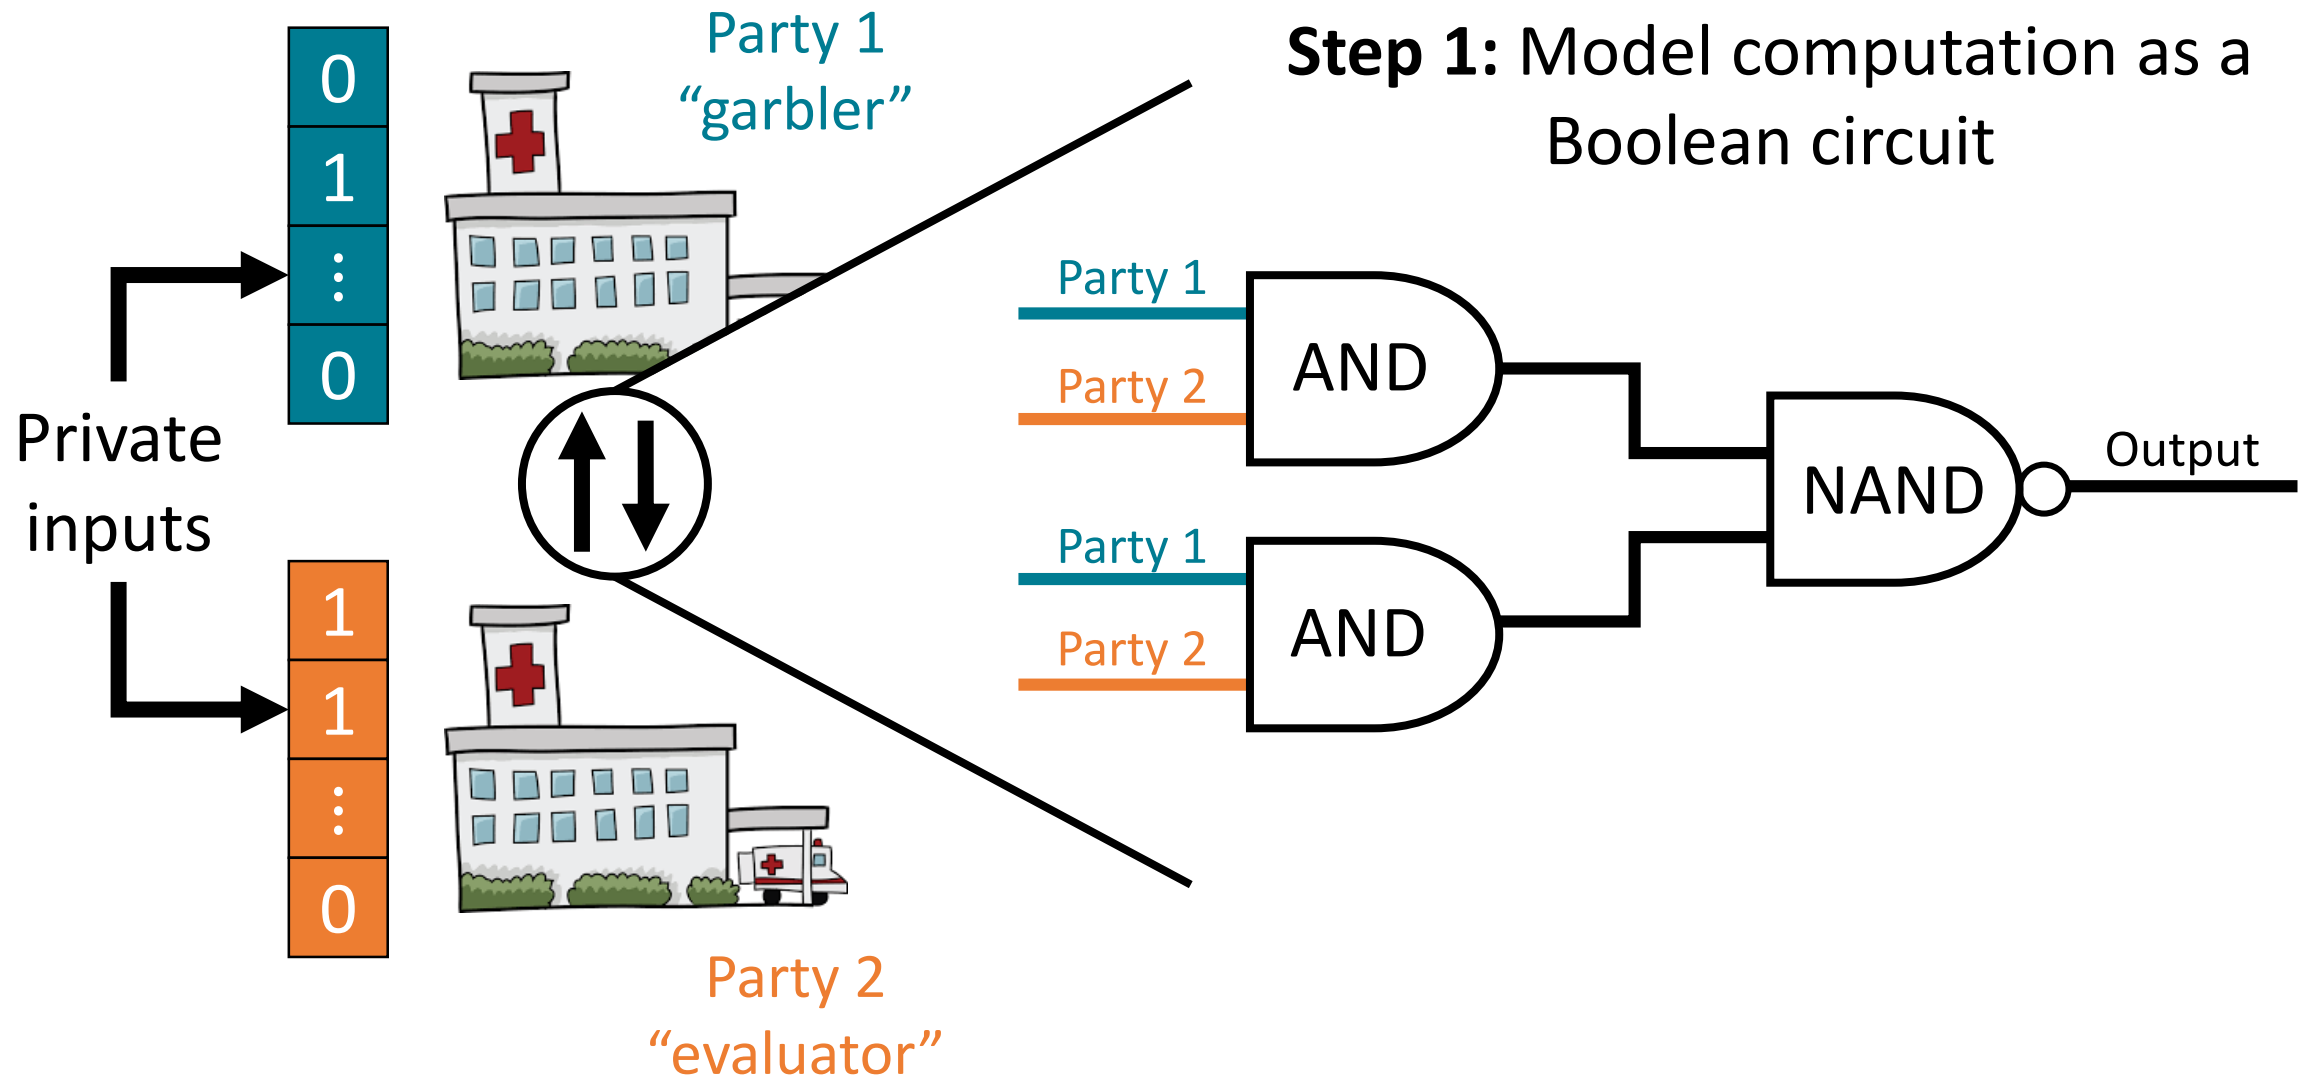 Party 1
“garbler”
Step 1: Model computation as a
Boolean circuit
0
1
⋮
0
Private
inputs
1
1
⋮
0
Party 2
“evaluator”
Party 1
Party 2
AND
Party 1
Party 2
AND
NAND
Output